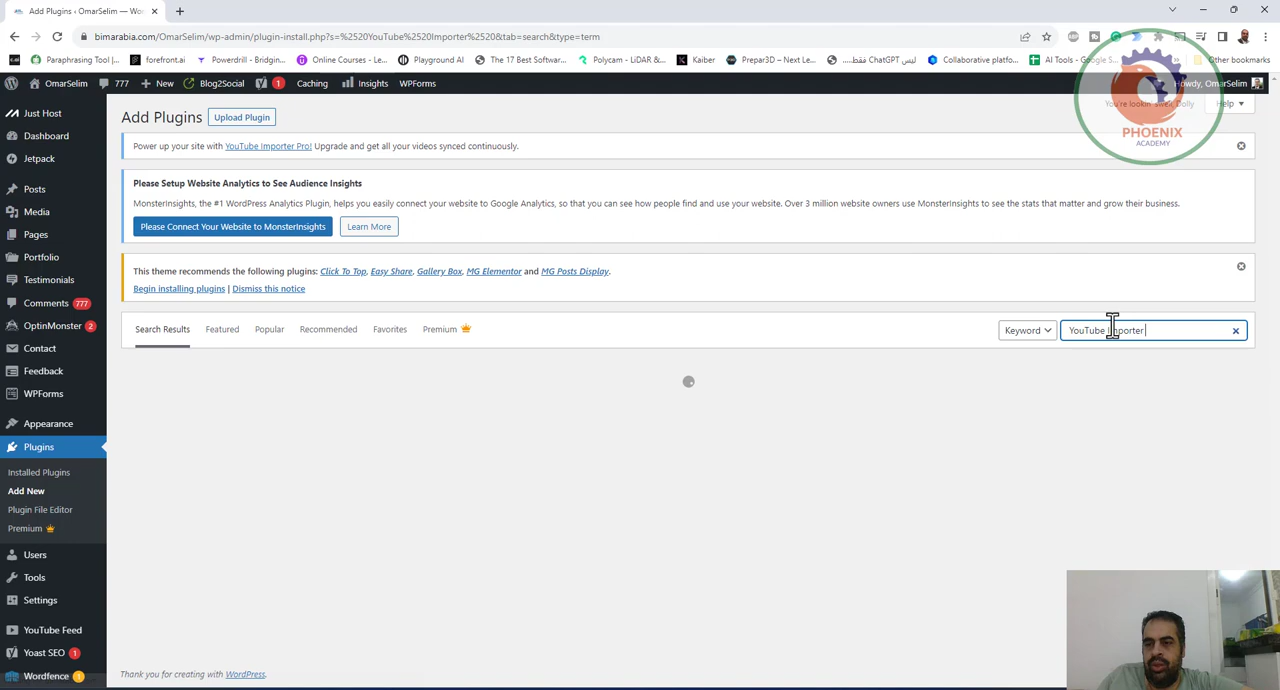 Add Plugins ‹ OmarSelim — Wo
bimarabia.com/OmarSelim/wp-admin/plugin-install.php?s=%2520YouTube%2520Importer%2520&tab=search&type=term
Paraphrasing Tool |...
forefront.ai
Powerdrill - Bridgin...
Online Courses - Le...
Playground AI
The 17 Best Softwar...
Polycam - LiDAR &...
Kaiber
Prepar3D – Next Le...
ليس ChatGPT فقط.....
Collaborative platfo...
AI Tools - Google S...
Other bookmarks
OmarSelim
777
New
Blog2Social
1
Caching
Insights
WPForms
Howdy, OmarSelim
Just Host
Dashboard
Jetpack
Posts
Media
Pages
Portfolio
Testimonials
Comments 777
OptinMonster 2
Contact
Feedback
WPForms
Appearance
Plugins
Installed Plugins
Add New
Plugin File Editor
Premium
Users
Tools
Settings
YouTube Feed
Yoast SEO 1
Wordfence 1
Add Plugins
Upload Plugin
Help
PHOENIX
ACADEMY
Power up your site with YouTube Importer Pro! Upgrade and get all your videos synced continuously.
Please Setup Website Analytics to See Audience Insights
MonsterInsights, the #1 WordPress Analytics Plugin, helps you easily connect your website to Google Analytics, so that you can see how people find and use your website. Over 3 million website owners use MonsterInsights to see the stats that matter and grow their business.
Please Connect Your Website to MonsterInsights
Learn More
This theme recommends the following plugins: Click To Top, Easy Share, Gallery Box, MG Elementor and MG Posts Display.
Begin installing plugins | Dismiss this notice
Search Results
Featured
Popular
Recommended
Favorites
Premium
Keyword
YouTube Importer
Thank you for creating with WordPress.